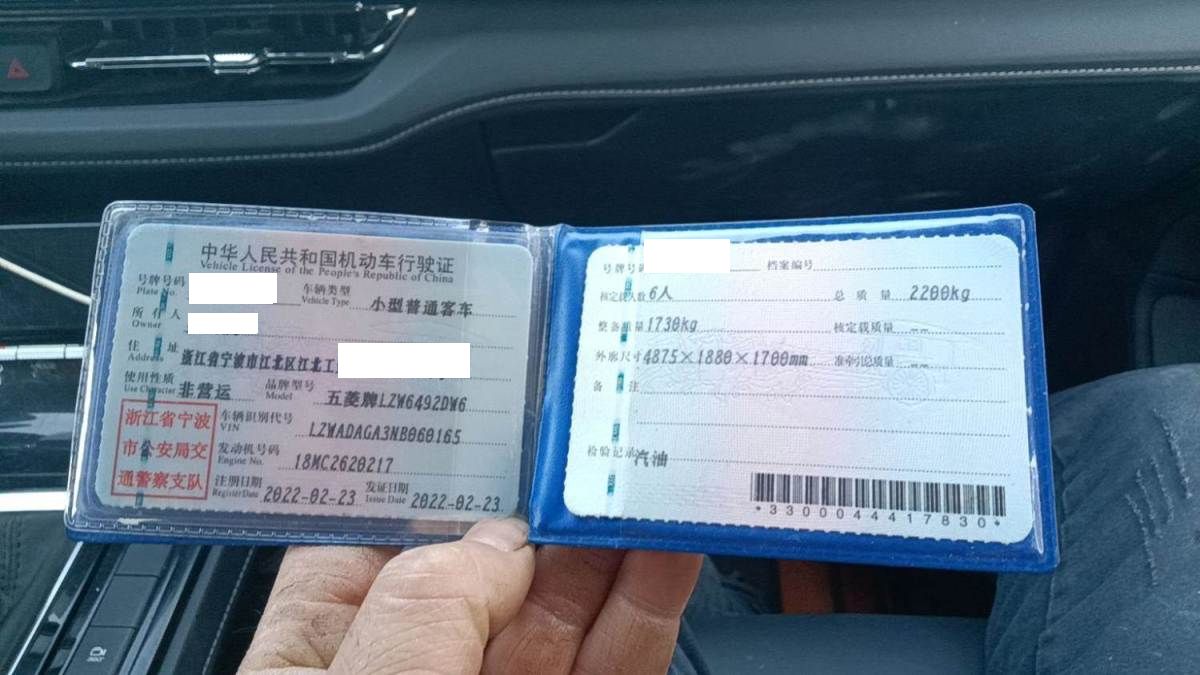 中华人民共和国机动车行驶证
Vehicle License of the People's Republic of China
号牌号码
Plate No.
车辆类型 小型普通客车
Vehicle Type
所有人
Owner
住址 浙江省宁波市江北区江北工
Address
使用性质 非营运
Use Character
品牌型号 五菱牌LZW6492DW6
Model
浙江省宁波
市公安局交
通警察支队
车辆识别代号 LZWADAGA3NB060165
VIN
发动机号码 18MC2620217
Engine No.
注册日期 2022-02-23
Register Date
发证日期 2022-02-23
Issue Date
号牌号码
档案编号
核定载人数 6人
总质量 2200kg
整备质量 1730kg
核定载质量 --
外廓尺寸 4875×1880×1700mm
准牵引总质量 --
备注
检验记录 汽油
*3300044417830*
360°